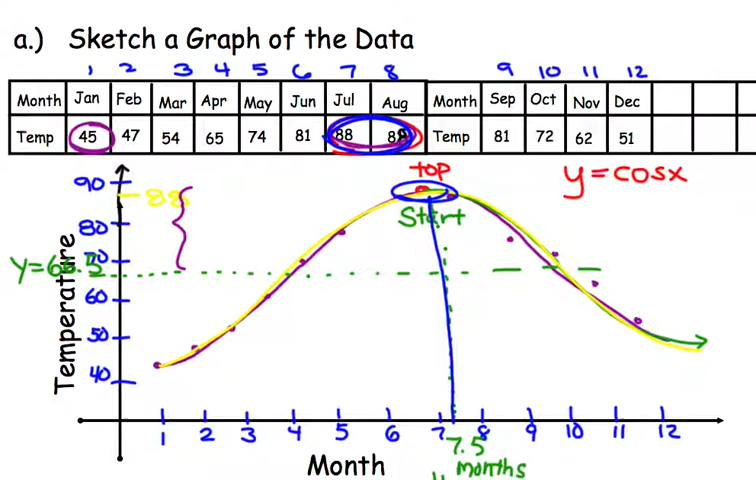 a.) Sketch a Graph of the Data
1 2 3 4 5 6 7 8 9 10 11 12
Month Jan Feb Mar Apr May Jun Jul Aug Month Sep Oct Nov Dec
Temp 45 47 54 65 74 81 88 Temp 81 72 62 51
top
y=cosx
90
88
80
Start
70
y=66.5
60
50
40
Temperature
1 2 3 4 5 6 7 8 9 10 11 12
7.5
months
Month